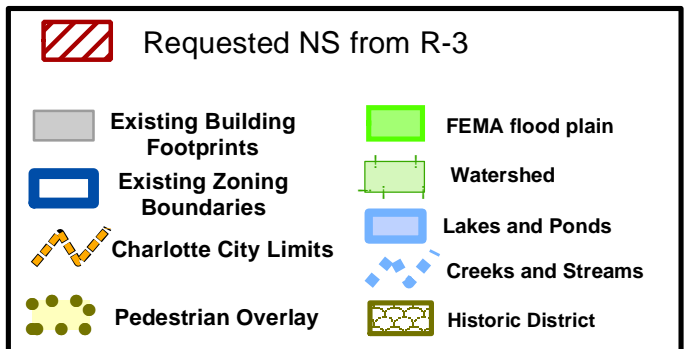 Requested NS from R-3
Existing Building
Footprints
Existing Zoning
Boundaries
Charlotte City Limits
Pedestrian Overlay
FEMA flood plain
Watershed
Lakes and Ponds
Creeks and Streams
Historic District